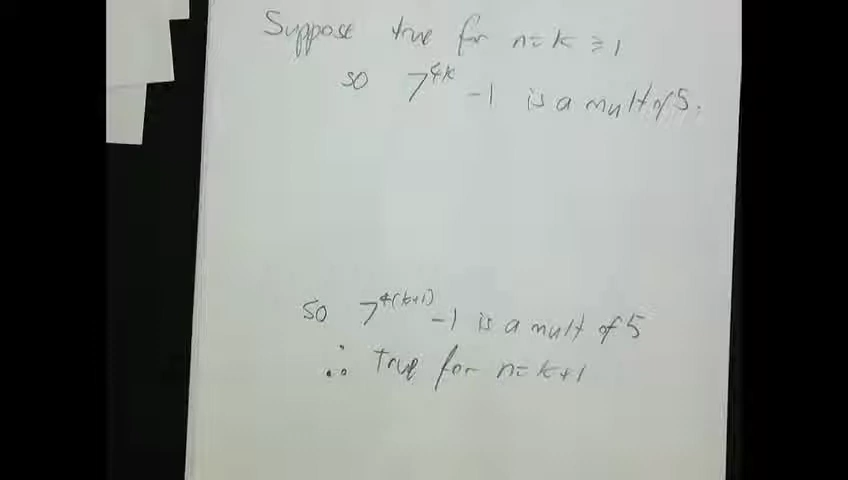 Suppose true for n = k ≥ 1
so 7^{4k} - 1 is a mult of 5.
so 7^{4(k+1)} - 1 is a mult of 5
∴ true for n = k+1